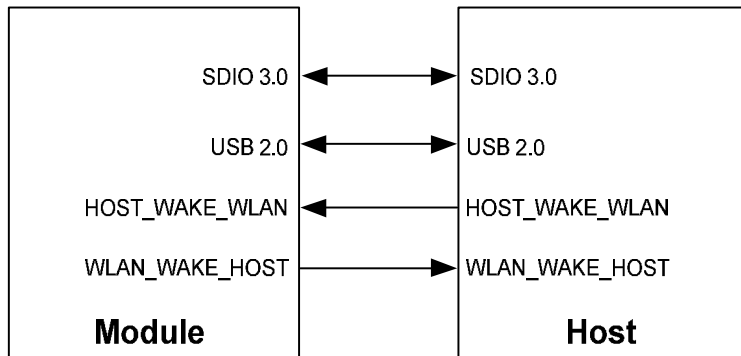 SDIO 3.0 SDIO 3.0
USB 2.0 USB 2.0
HOST_WAKE_WLAN HOST_WAKE_WLAN
WLAN_WAKE_HOST WLAN_WAKE_HOST
Module Host